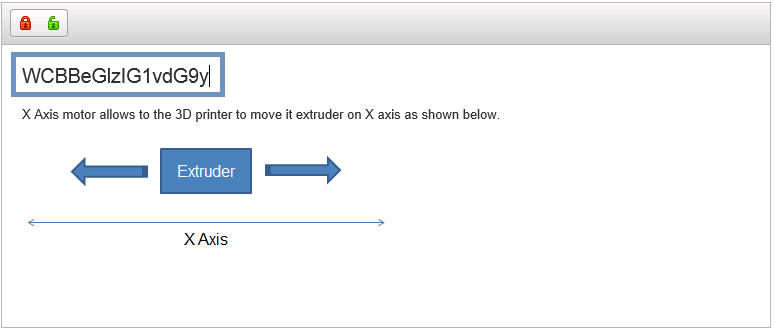 WCBBeGlzIG1vdG9y
X Axis motor allows to the 3D printer to move it extruder on X axis as shown below.
Extruder
X Axis